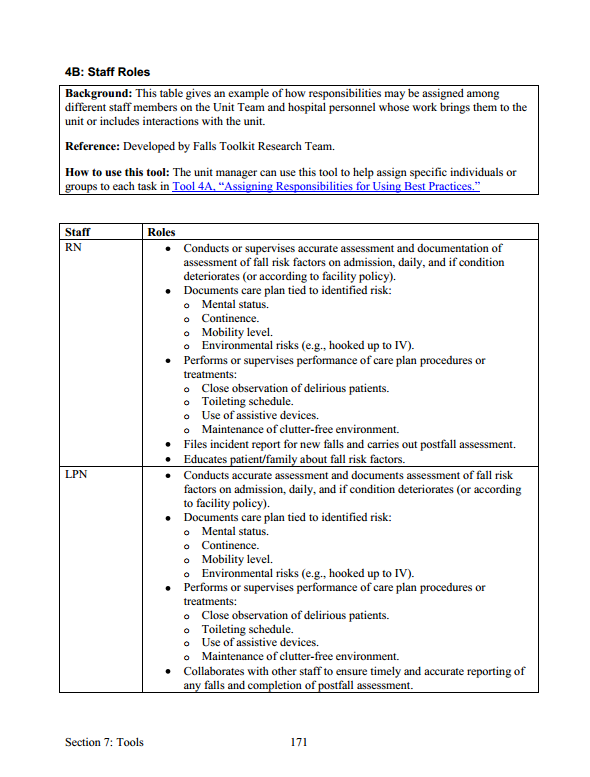 4B: Staff Roles
Background: This table gives an example of how responsibilities may be assigned among
different staff members on the Unit Team and hospital personnel whose work brings them to the
unit or includes interactions with the unit.
Reference: Developed by Falls Toolkit Research Team.
How to use this tool: The unit manager can use this tool to help assign specific individuals or
groups to each task in Tool 4A, “Assigning Responsibilities for Using Best Practices.”
Staff Roles
RN
• Conducts or supervises accurate assessment and documentation of
assessment of fall risk factors on admission, daily, and if condition
deteriorates (or according to facility policy).
• Documents care plan tied to identified risk:
o Mental status.
o Continence.
o Mobility level.
o Environmental risks (e.g., hooked up to IV).
• Performs or supervises performance of care plan procedures or
treatments:
o Close observation of delirious patients.
o Toileting schedule.
o Use of assistive devices.
o Maintenance of clutter-free environment.
• Files incident report for new falls and carries out postfall assessment.
• Educates patient/family about fall risk factors.
LPN
• Conducts accurate assessment and documents assessment of fall risk
factors on admission, daily, and if condition deteriorates (or according
to facility policy).
• Documents care plan tied to identified risk:
o Mental status.
o Continence.
o Mobility level.
o Environmental risks (e.g., hooked up to IV).
• Performs or supervises performance of care plan procedures or
treatments:
o Close observation of delirious patients.
o Toileting schedule.
o Use of assistive devices.
o Maintenance of clutter-free environment.
• Collaborates with other staff to ensure timely and accurate reporting of
any falls and completion of postfall assessment.
Section 7: Tools 171